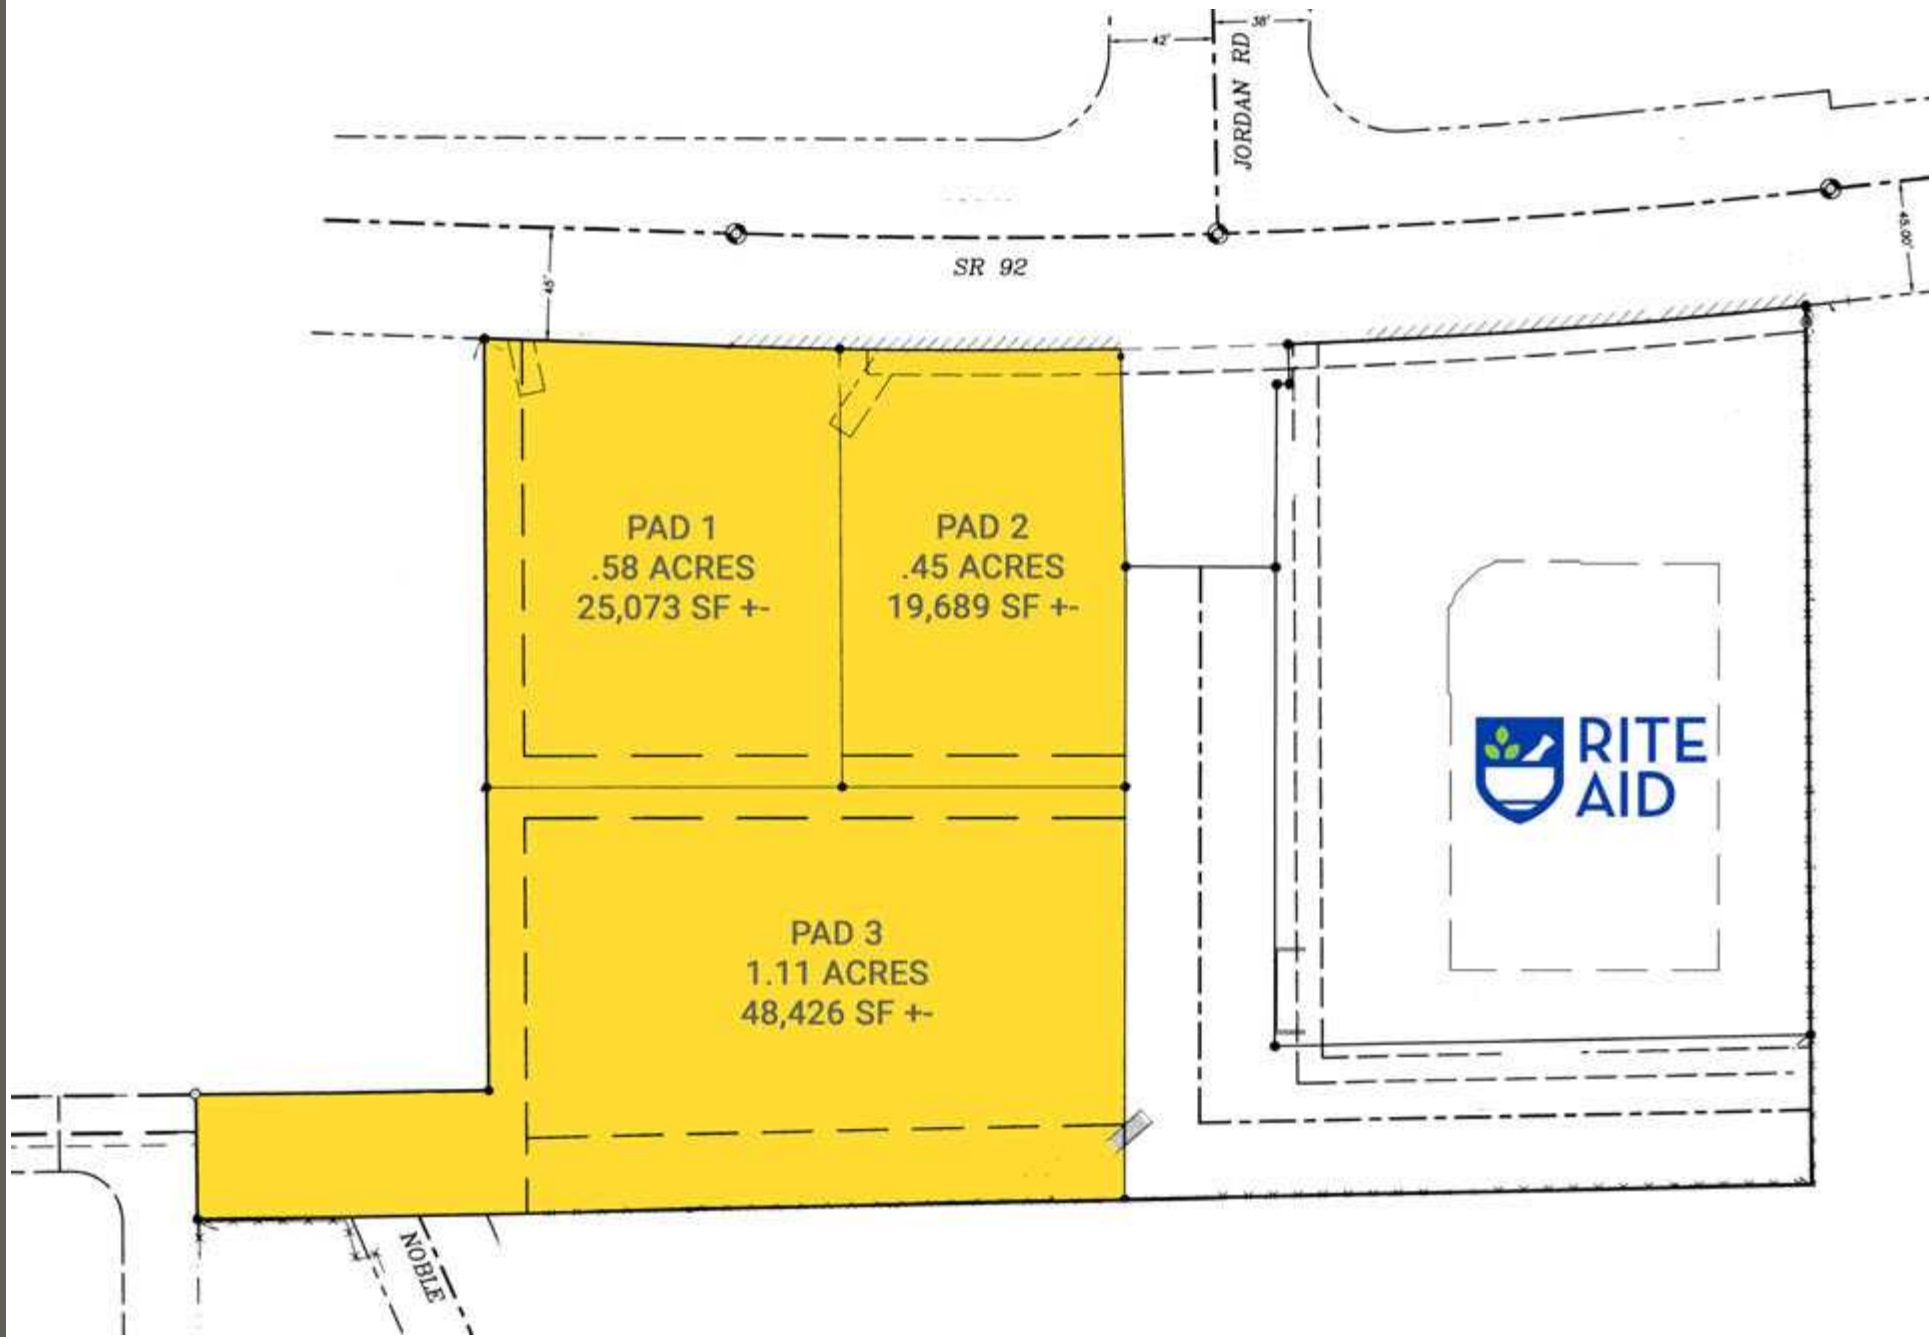 42'
38'
JORDAN RD
45.00'
SR 92
45'
PAD 1
.58 ACRES
25,073 SF +-
PAD 2
.45 ACRES
19,689 SF +-
RITE
AID
PAD 3
1.11 ACRES
48,426 SF +-
NOBLE